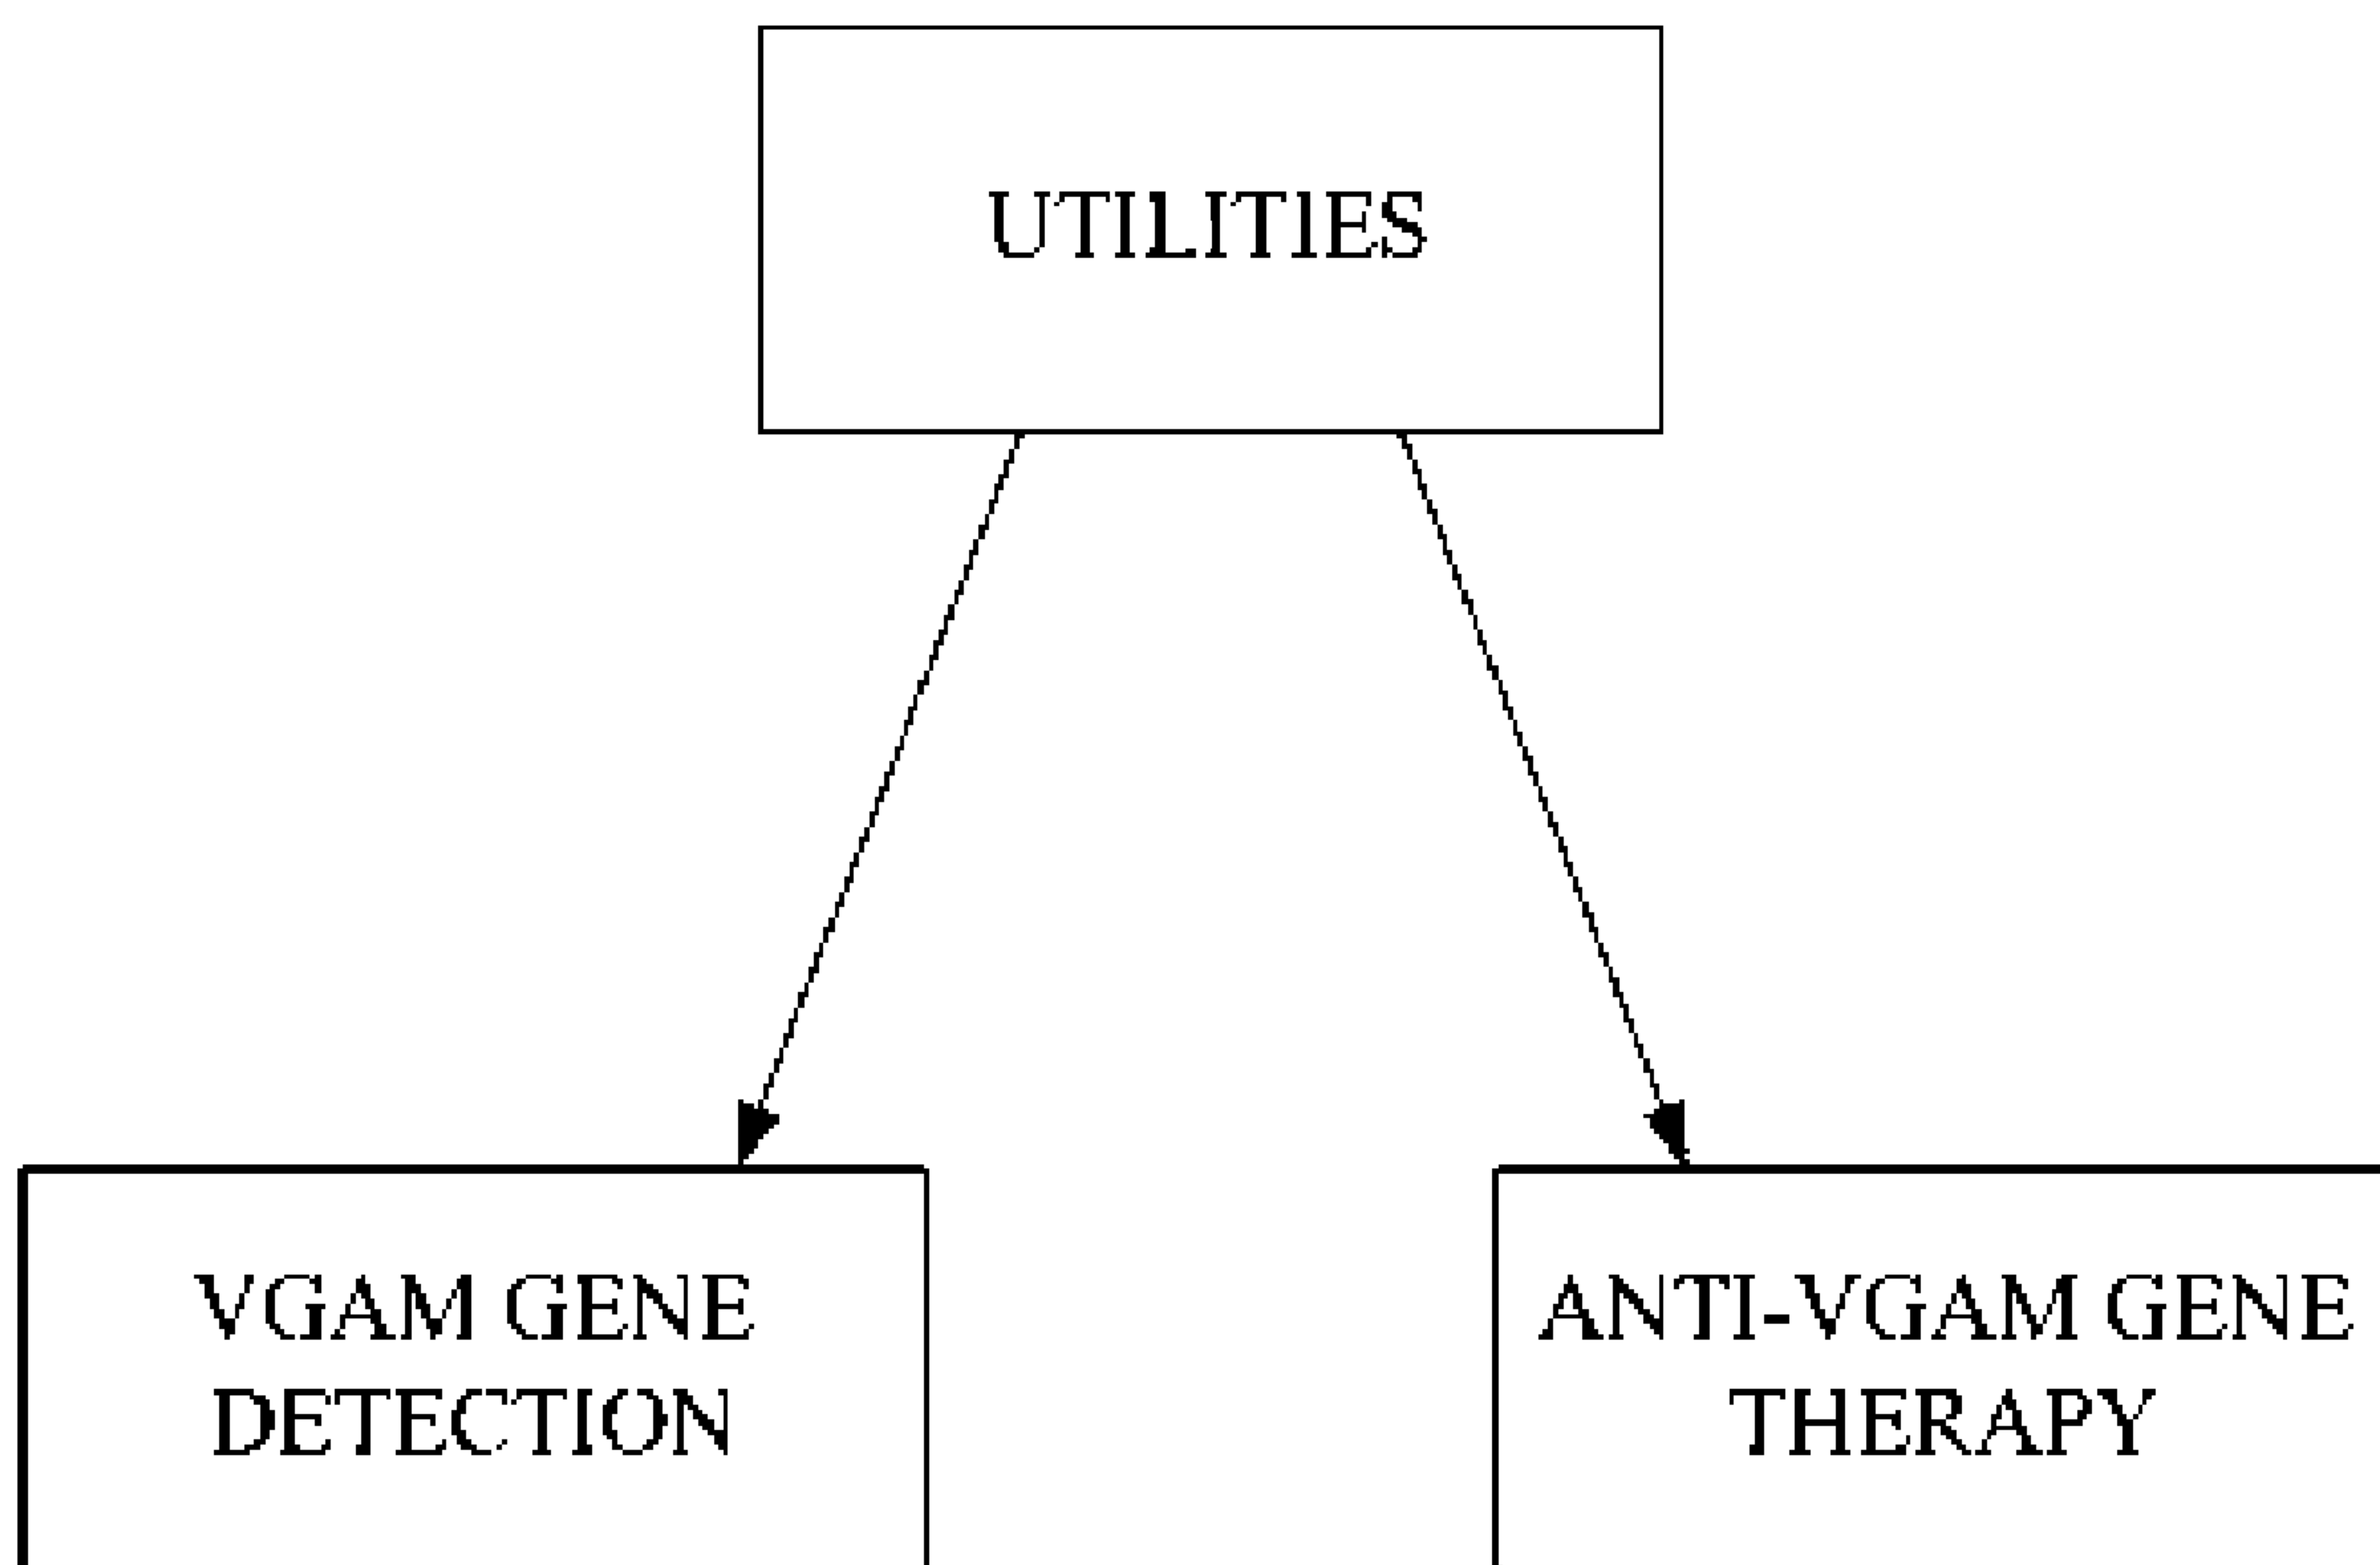 UTILITIES
VGAM GENE
DETECTION
ANTI-VGAM GENE
THERAPY